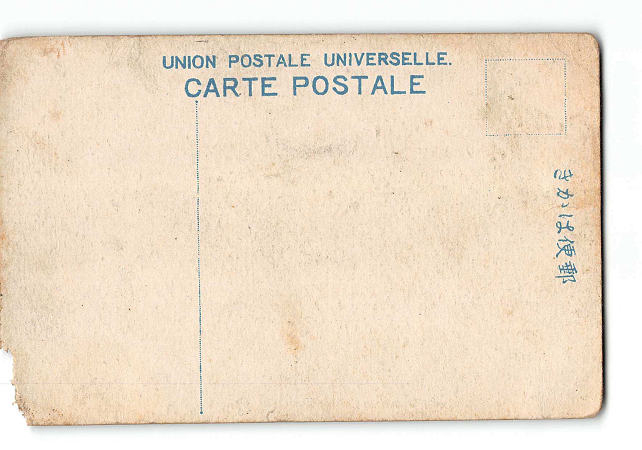 UNION POSTALE UNIVERSELLE.
CARTE POSTALE
きかは便郵